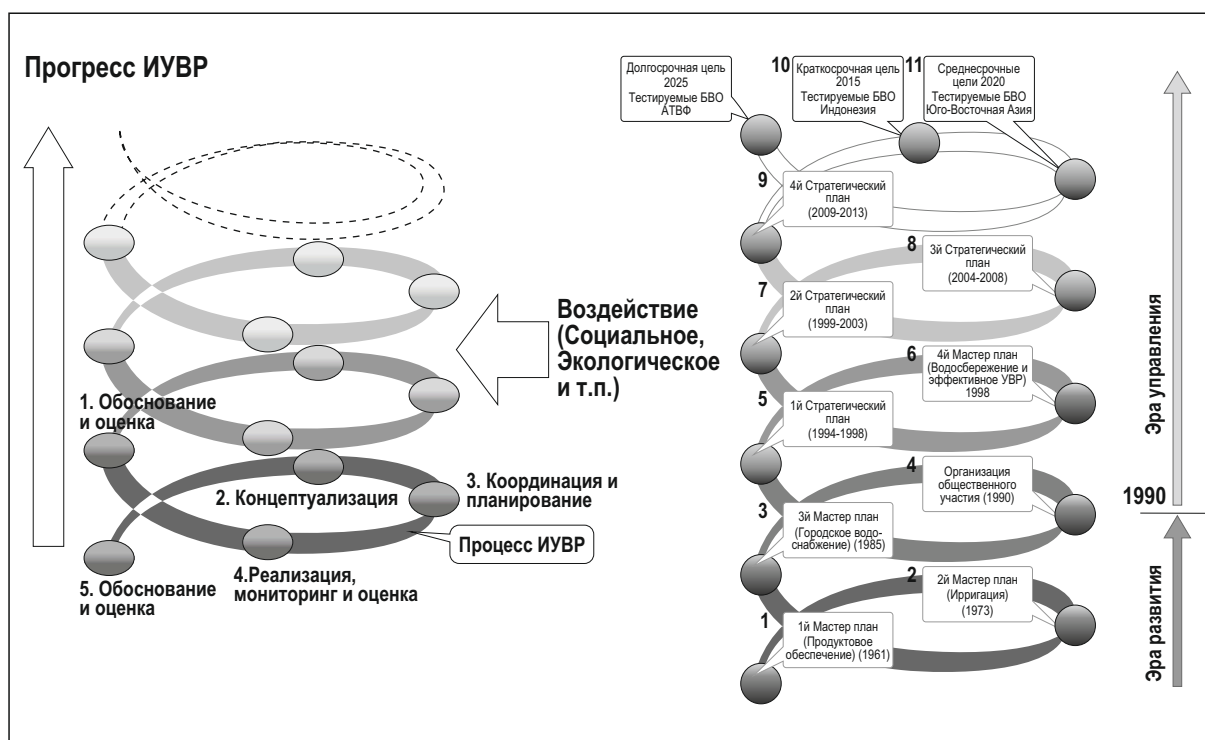 Прогресс ИУВР
Воздействие
(Социальное,
Экологическое
и т.п.)
1. Обоснование
и оценка
2. Концептуализация
3. Координация и
планирование
Процесс ИУВР
4.Реализация,
мониторинг и оценка
5. Обоснование
и оценка
Долгосрочная цель
2025
Тестируемые БВО
АТВФ
10
Краткосрочная цель
2015
Тестируемые БВО
Индонезия
11
Среднесрочные
цели 2020
Тестируемые БВО
Юго-Восточная Азия
9
4й Стратегический
план
(2009-2013)
8
3й Стратегический
план
(2004-2008)
7
2й Стратегический
план
(1999-2003)
6
4й Мастер план
(Водосбережение и
эффективное УВР)
1998
5
1й Стратегический
план
(1994-1998)
4
Организация
общественного
участия (1990)
3
3й Мастер план
(Городское водо-
снабжение) (1985)
2
2й Мастер план
(Ирригация)
(1973)
1
1й Мастер план
(Продуктовое
обеспечение) (1961)
Эра управления
1990
Эра развития